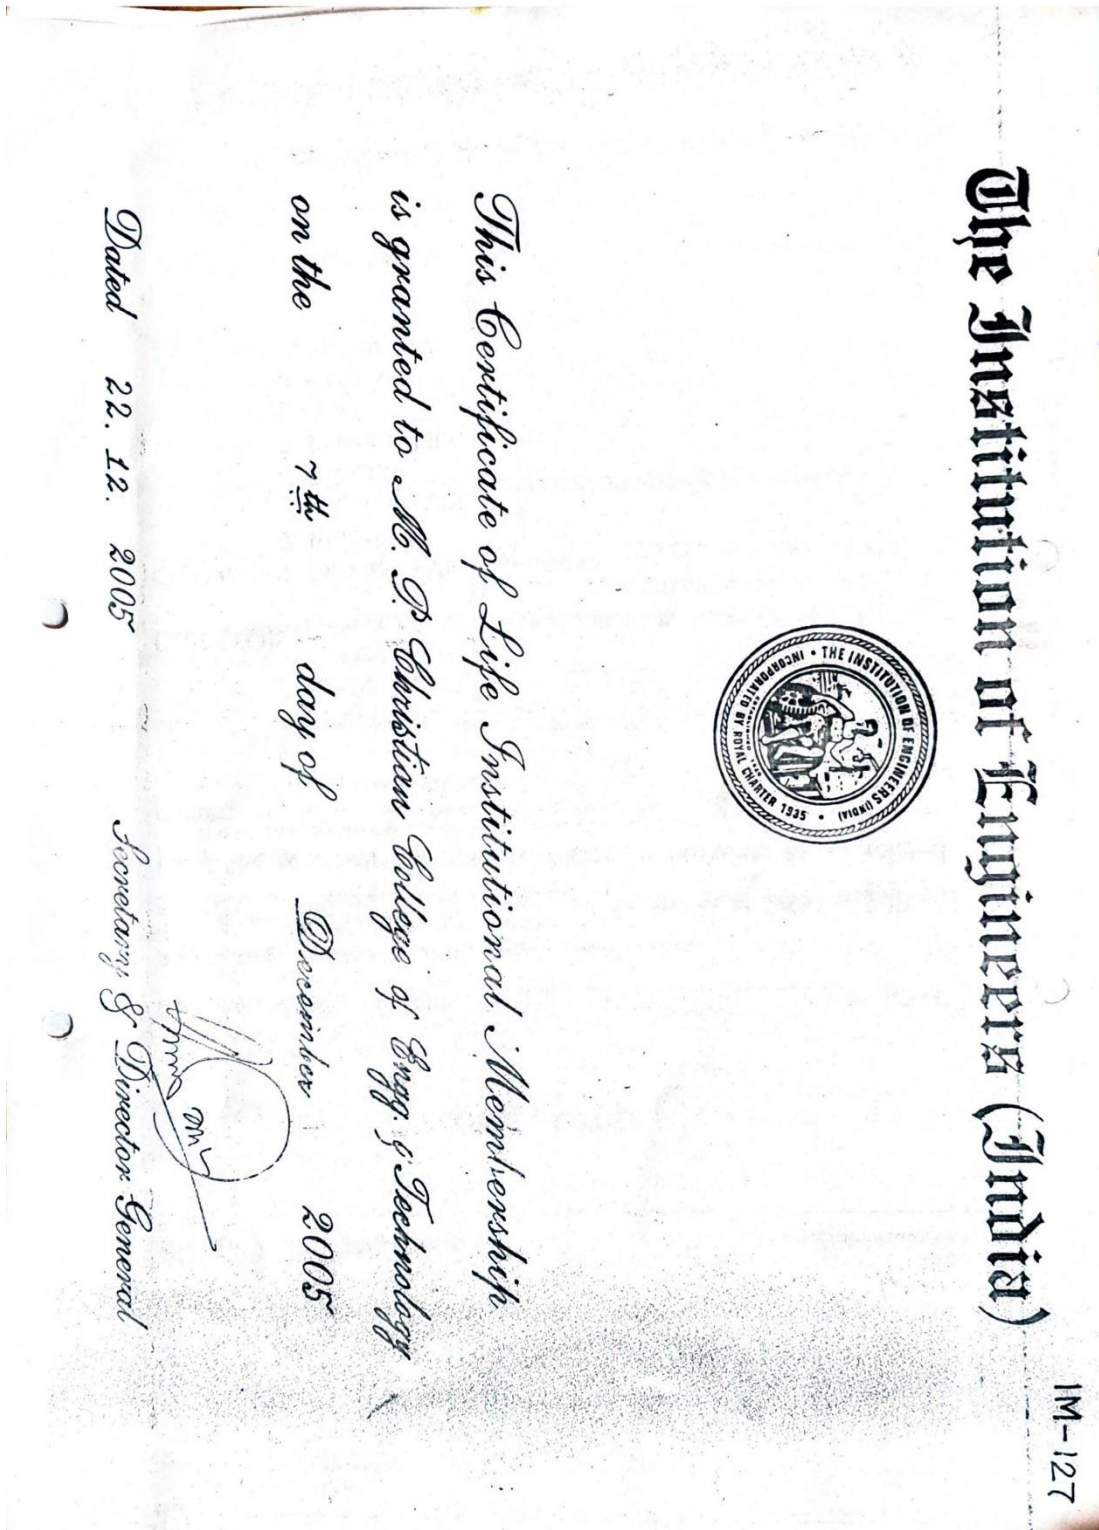 IM-127
The Institution of Engineers (India)
THE INSTITUTION OF ENGINEERS (INDIA)
INCORPORATED BY ROYAL CHARTER 1935
This Certificate of Life Institutional Membership
is granted to M. P. Christian College of Engg. & Technology
on the 7th day of December 2005
Dated 22. 12. 2005
Secretary & Director General